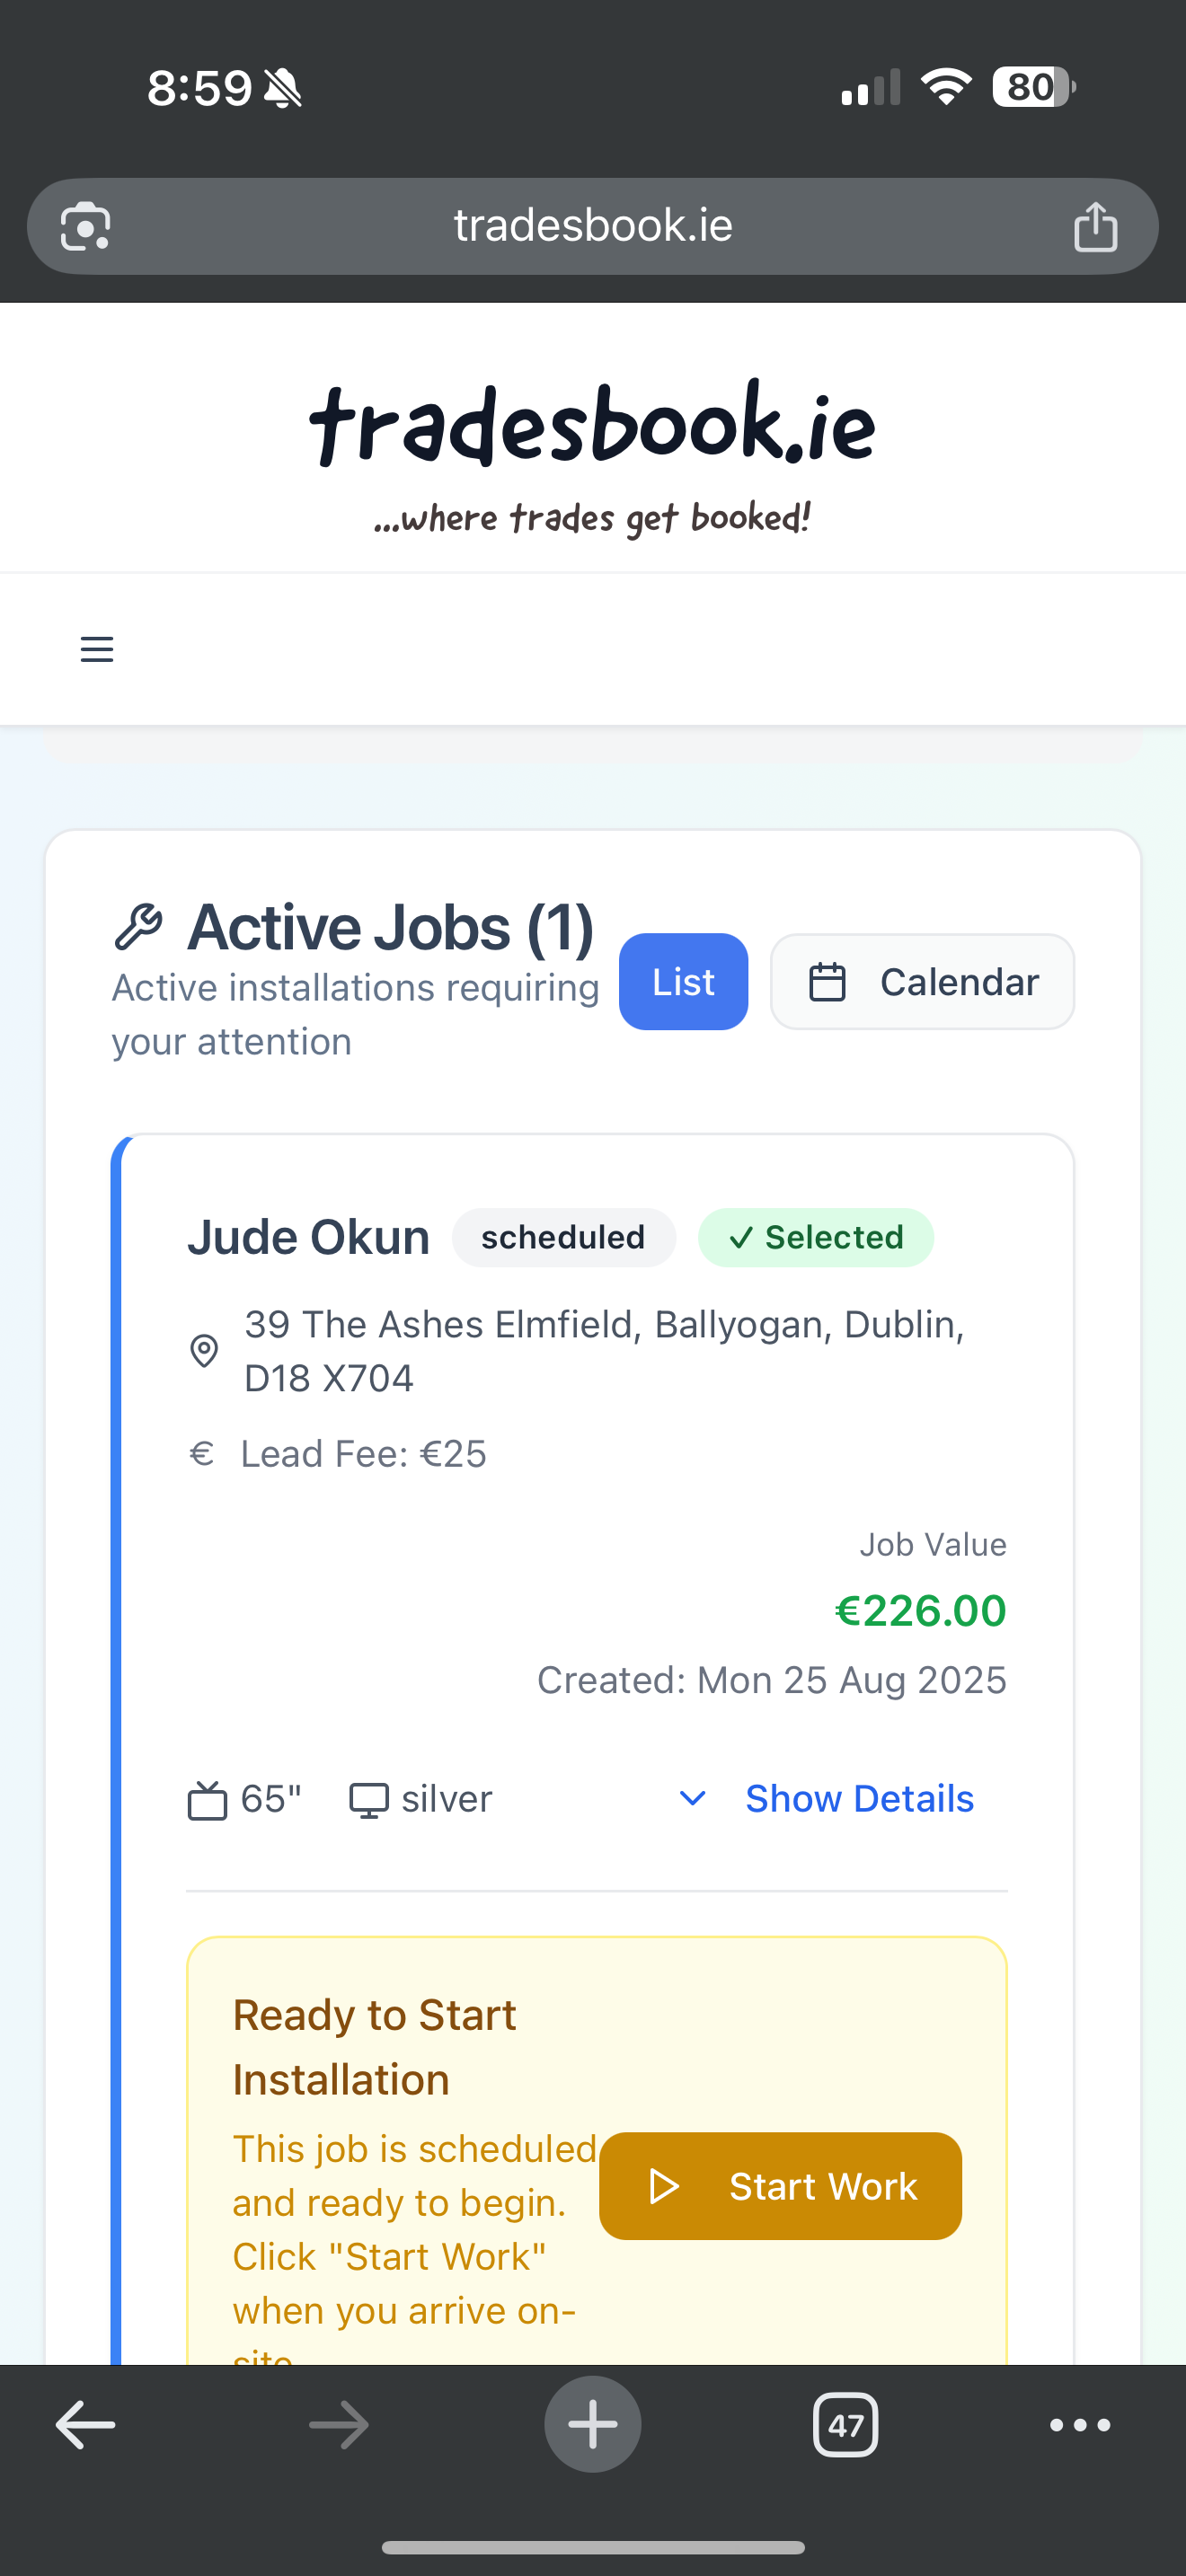 8:59
80
tradesbook.ie
tradesbook.ie
...where trades get booked!
Active Jobs (1)
Active installations requiring
your attention
List
Calendar
Jude Okun
scheduled
✓ Selected
39 The Ashes Elmfield, Ballyogan, Dublin,
D18 X704
€ Lead Fee: €25
Job Value
€226.00
Created: Mon 25 Aug 2025
65"
silver
Show Details
Ready to Start
Installation
This job is scheduled
and ready to begin.
Click "Start Work"
when you arrive on-
site.
Start Work
47